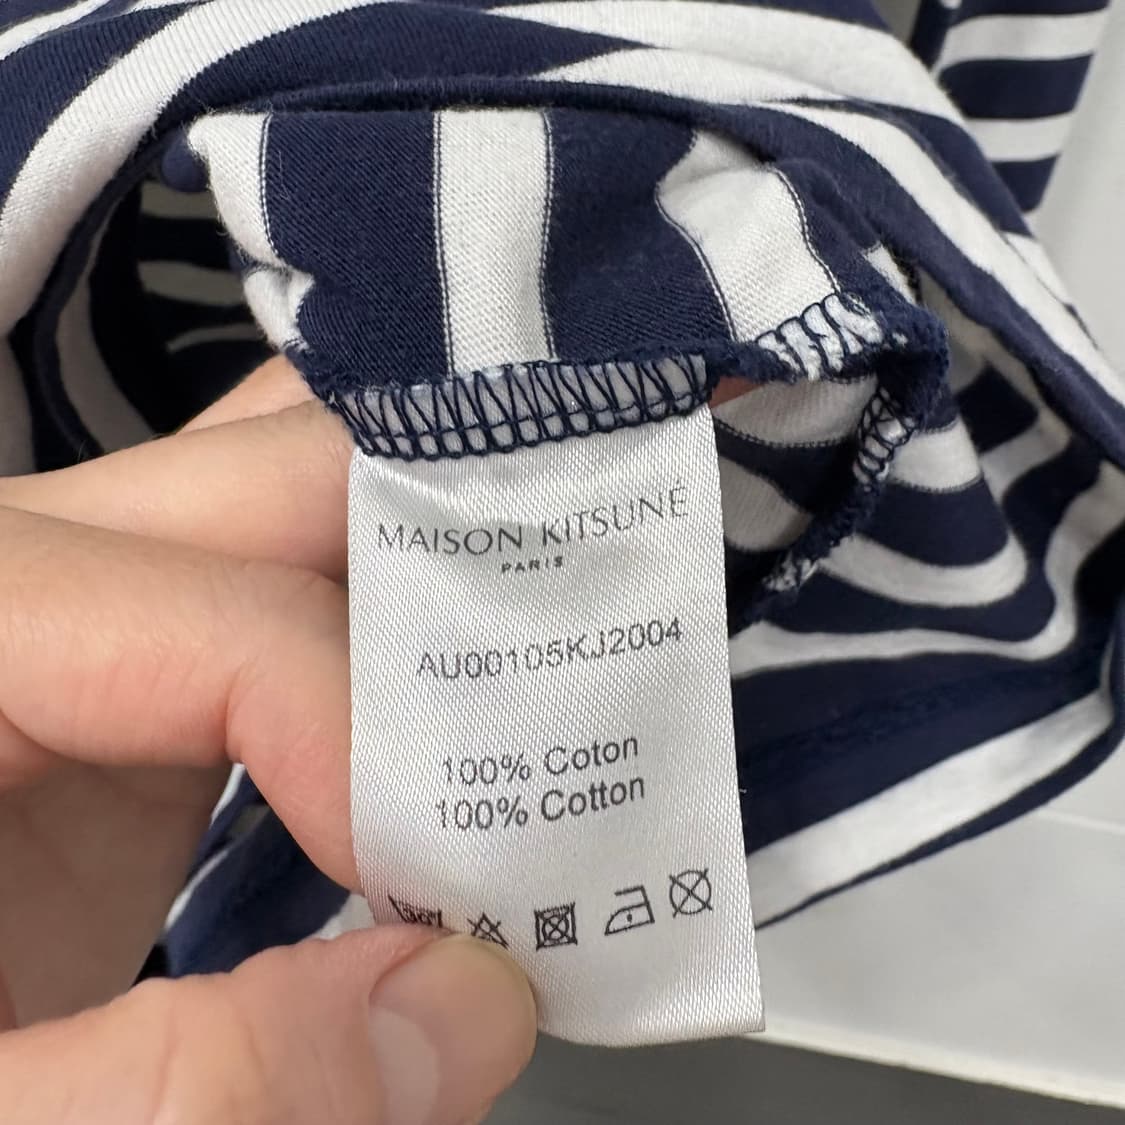 MAISON KITSUNÉ
PARIS
AU00105KJ2004
100% Coton
100% Cotton